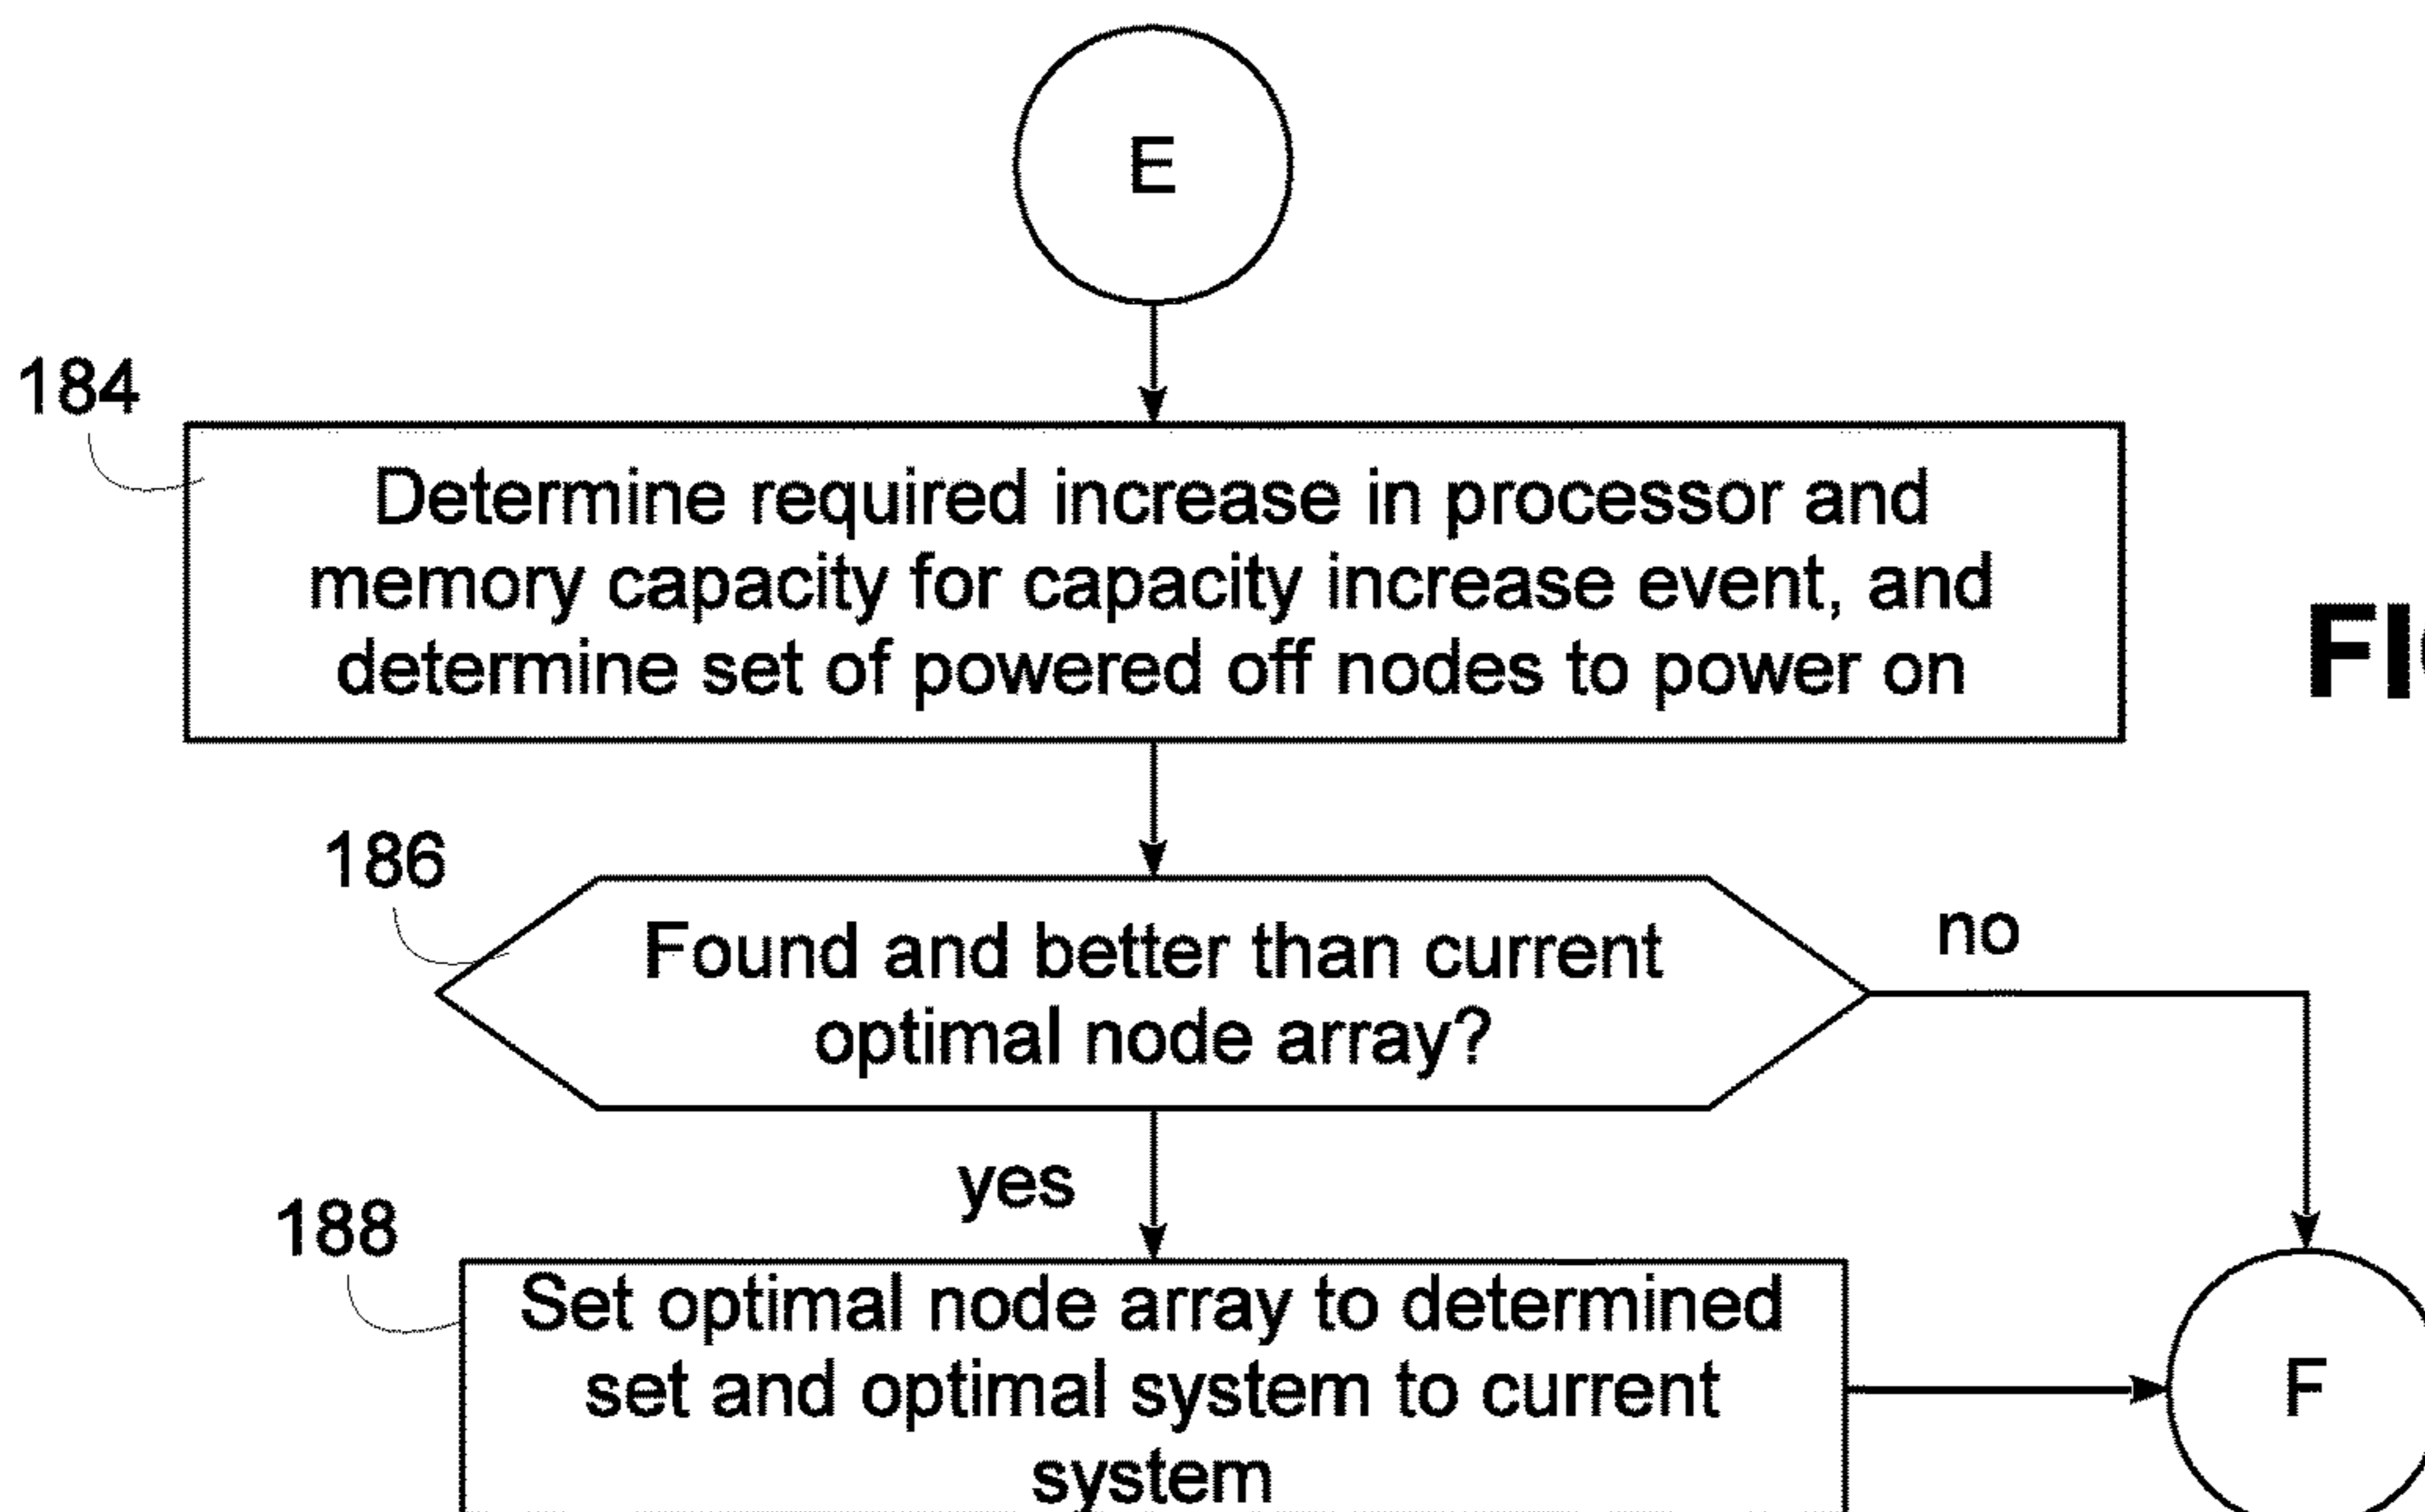 E
184
Determine required increase in processor and
memory capacity for capacity increase event, and
determine set of powered off nodes to power on
186
Found and better than current
optimal node array?
no
yes
188
Set optimal node array to determined
set and optimal system to current
system
F